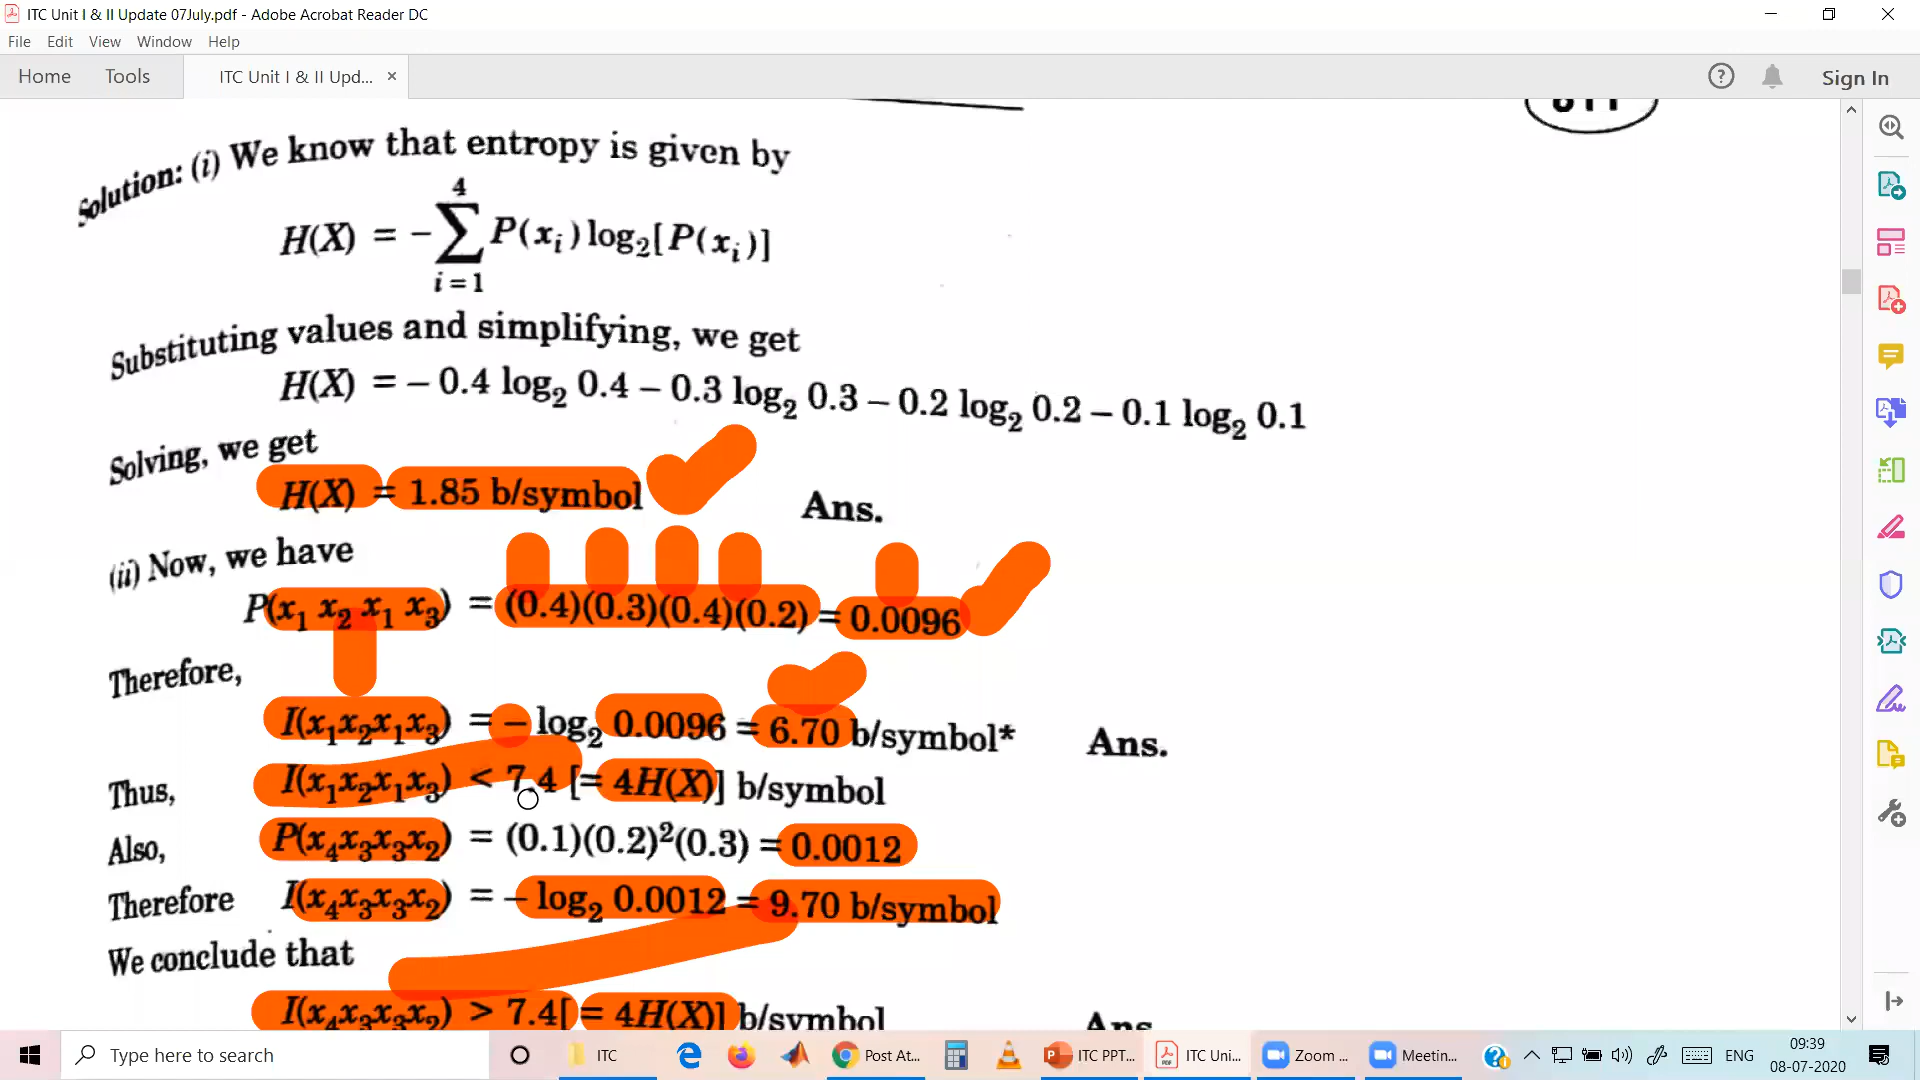 ITC Unit I & II Update 07July.pdf - Adobe Acrobat Reader DC
File Edit View Window Help
Home Tools ITC Unit I & II Upd... × Sign In
Solution: (i) We know that entropy is given by
H(X) = − ∑ᵢ₌₁⁴ P(xᵢ) log₂[P(xᵢ)]
Substituting values and simplifying, we get
H(X) = − 0.4 log₂ 0.4 − 0.3 log₂ 0.3 − 0.2 log₂ 0.2 − 0.1 log₂ 0.1
Solving, we get
H(X) = 1.85 b/symbol Ans.
(ii) Now, we have
P(x₁ x₂ x₁ x₃) = (0.4)(0.3)(0.4)(0.2) = 0.0096
Therefore,
I(x₁x₂x₁x₃) = − log₂ 0.0096 = 6.70 b/symbol* Ans.
Thus, I(x₁x₂x₁x₃) < 7.4 [= 4H(X)] b/symbol
Also, P(x₄x₃x₃x₂) = (0.1)(0.2)²(0.3) = 0.0012
Therefore I(x₄x₃x₃x₂) = − log₂ 0.0012 = 9.70 b/symbol
We conclude that
I(x₄x₃x₃x₂) > 7.4[ = 4H(X)] b/symbol Ans
Type here to search ITC Post At... ITC PPT... ITC Uni... Zoom ... Meetin... ENG 09:39
08-07-2020